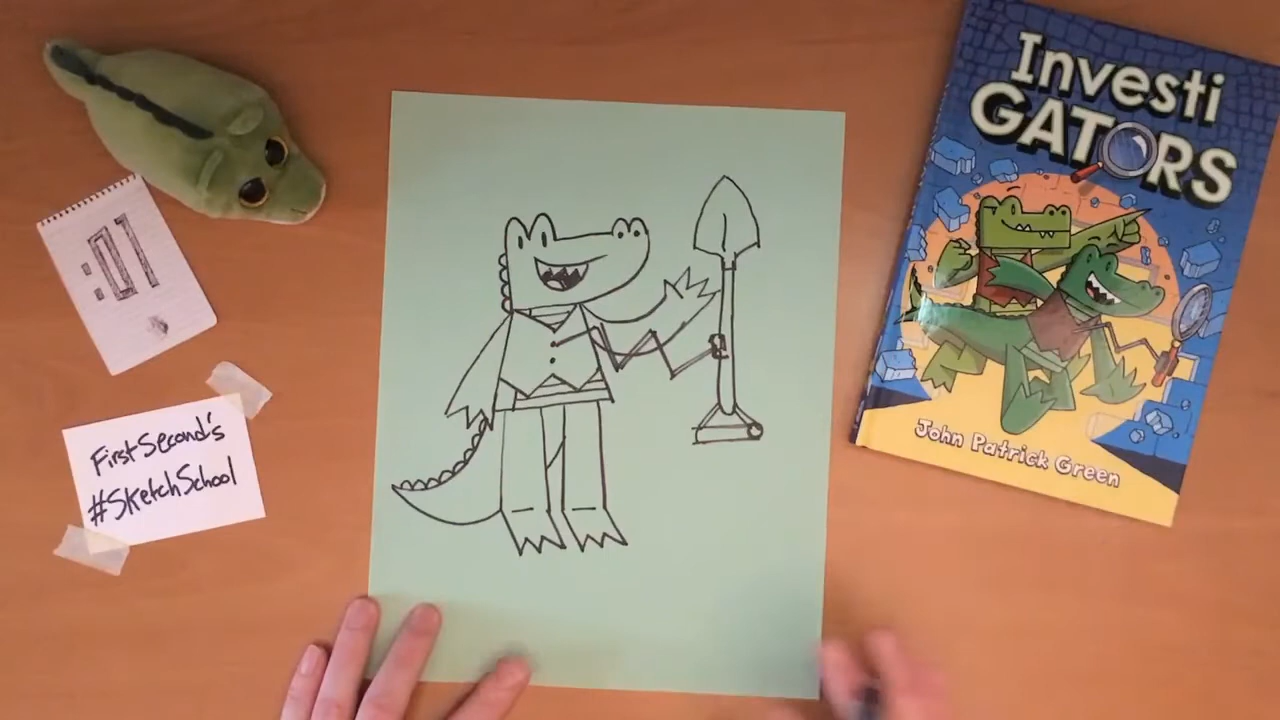 :01
First Second's
#SketchSchool
Investi
GATORS
John Patrick Green